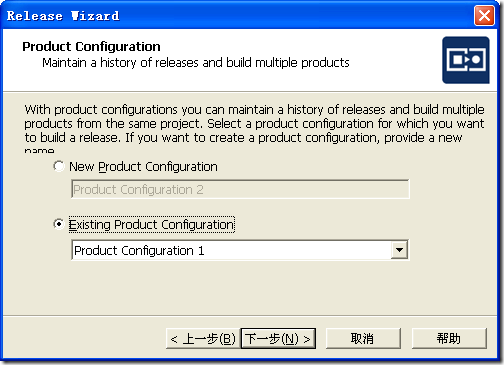 Release Wizard
Product Configuration
Maintain a history of releases and build multiple products
With product configurations you can maintain a history of releases and build multiple
products from the same project. Select a product configuration for which you want
to build a release. If you want to create a product configuration, provide a new
name
New Product Configuration
Product Configuration 2
Existing Product Configuration
Product Configuration 1
< 上一步(B) 下一步(N) > 取消 帮助